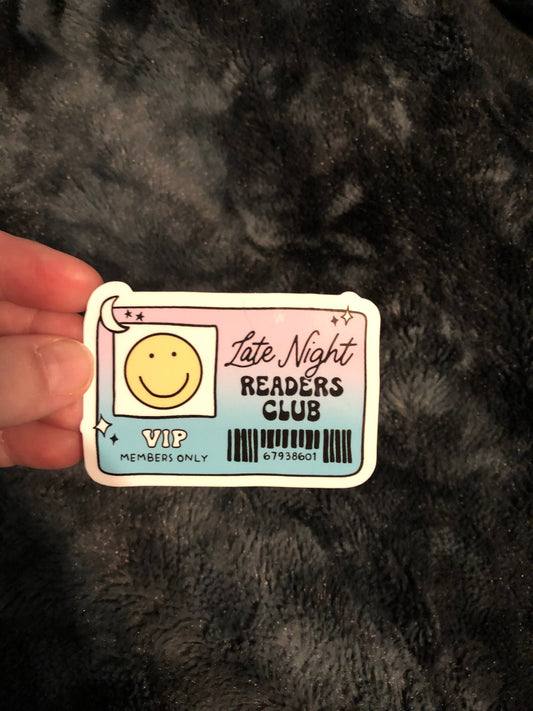 Late Night
READERS
CLUB
VIP
MEMBERS ONLY
67938601